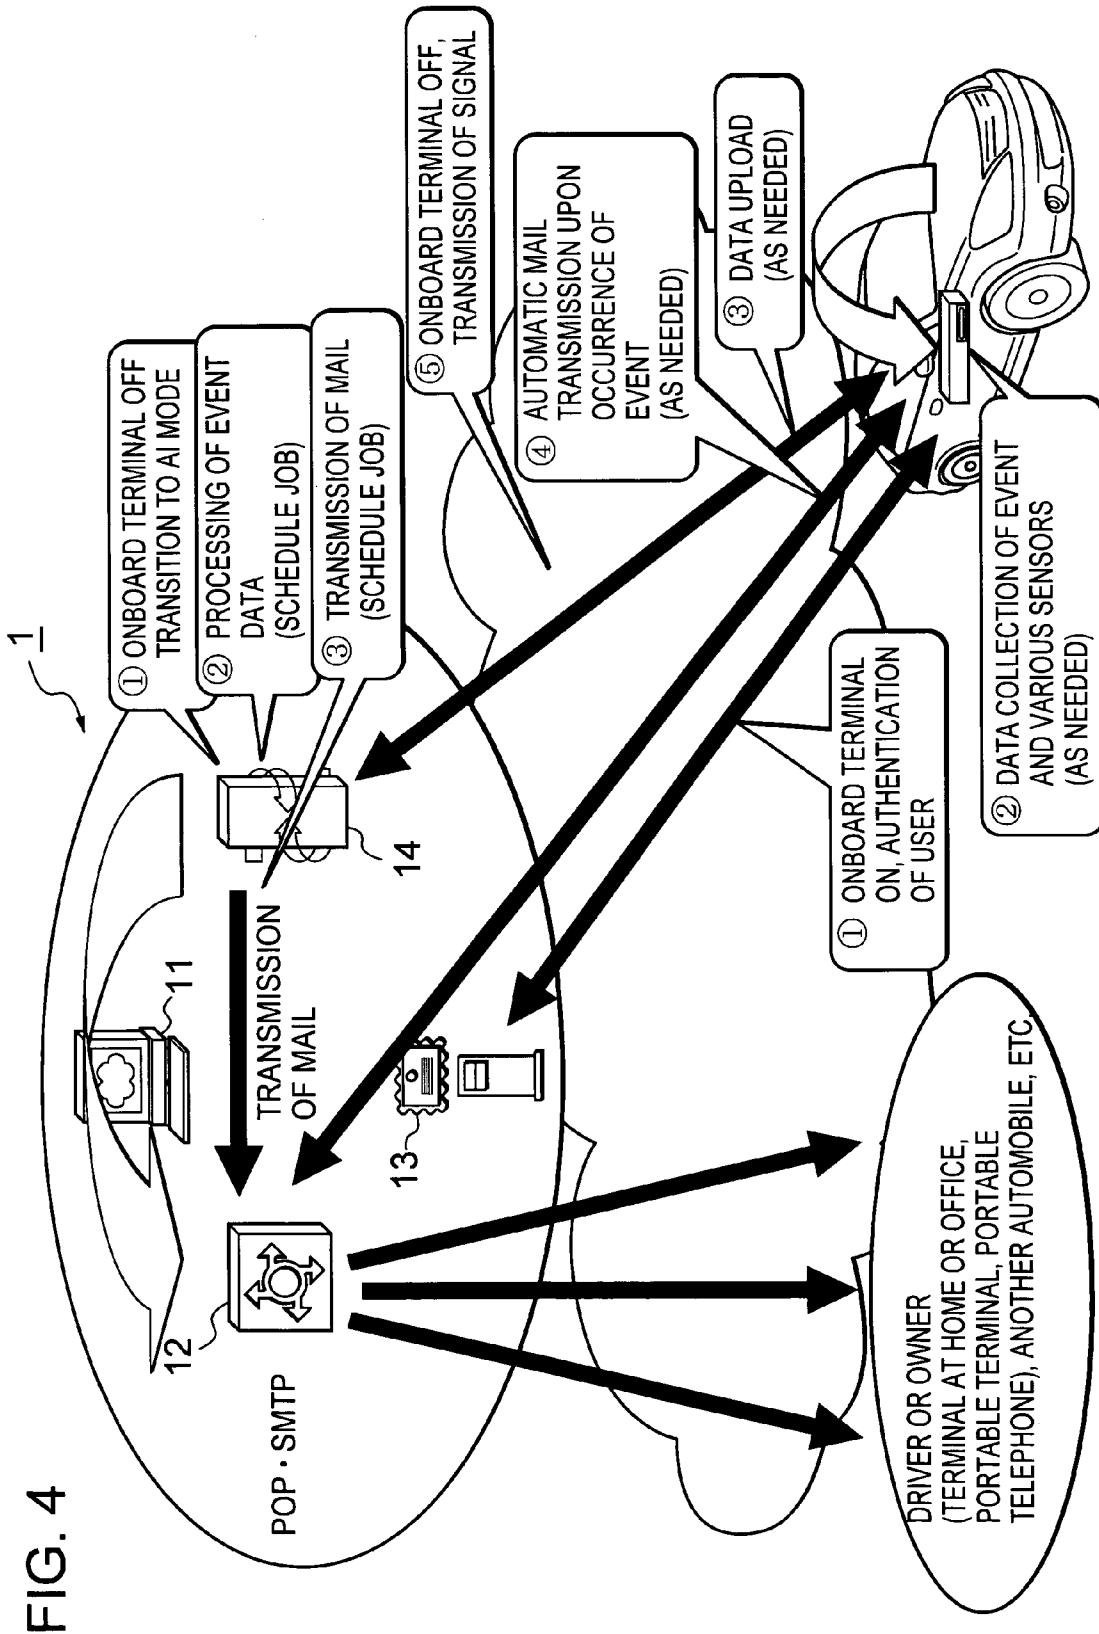 FIG. 4
1
① ONBOARD TERMINAL OFF
TRANSITION TO AI MODE
② PROCESSING OF EVENT
DATA
(SCHEDULE JOB)
③ TRANSMISSION OF MAIL
(SCHEDULE JOB)
⑤ ONBOARD TERMINAL OFF,
TRANSMISSION OF SIGNAL
④ AUTOMATIC MAIL
TRANSMISSION UPON
OCCURRENCE OF
EVENT
(AS NEEDED)
③ DATA UPLOAD
(AS NEEDED)
11
12
13
14
TRANSMISSION
OF MAIL
POP・SMTP
① ONBOARD TERMINAL
ON, AUTHENTICATION
OF USER
② DATA COLLECTION OF EVENT
AND VARIOUS SENSORS
(AS NEEDED)
DRIVER OR OWNER
(TERMINAL AT HOME OR OFFICE,
PORTABLE TERMINAL, PORTABLE
TELEPHONE), ANOTHER AUTOMOBILE, ETC.